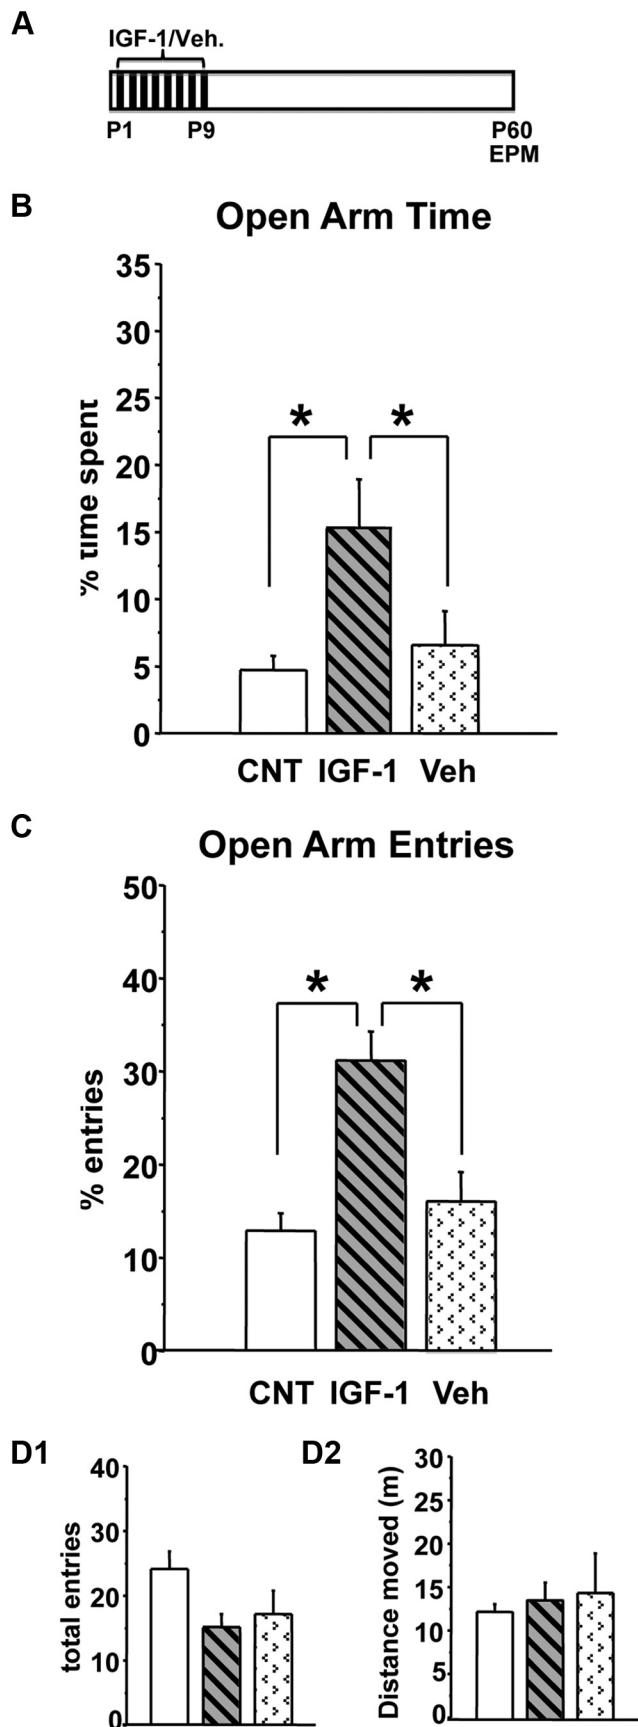 A
IGF-1/Veh.
P1 P9 P60
EPM
B
Open Arm Time
% time spent
35
30
25
20
15
10
5
0
*
*
CNT IGF-1 Veh
C
Open Arm Entries
% entries
50
40
30
20
10
0
*
*
CNT IGF-1 Veh
D1
total entries
40
30
20
10
0
D2
Distance moved (m)
30
25
20
15
10
5
0